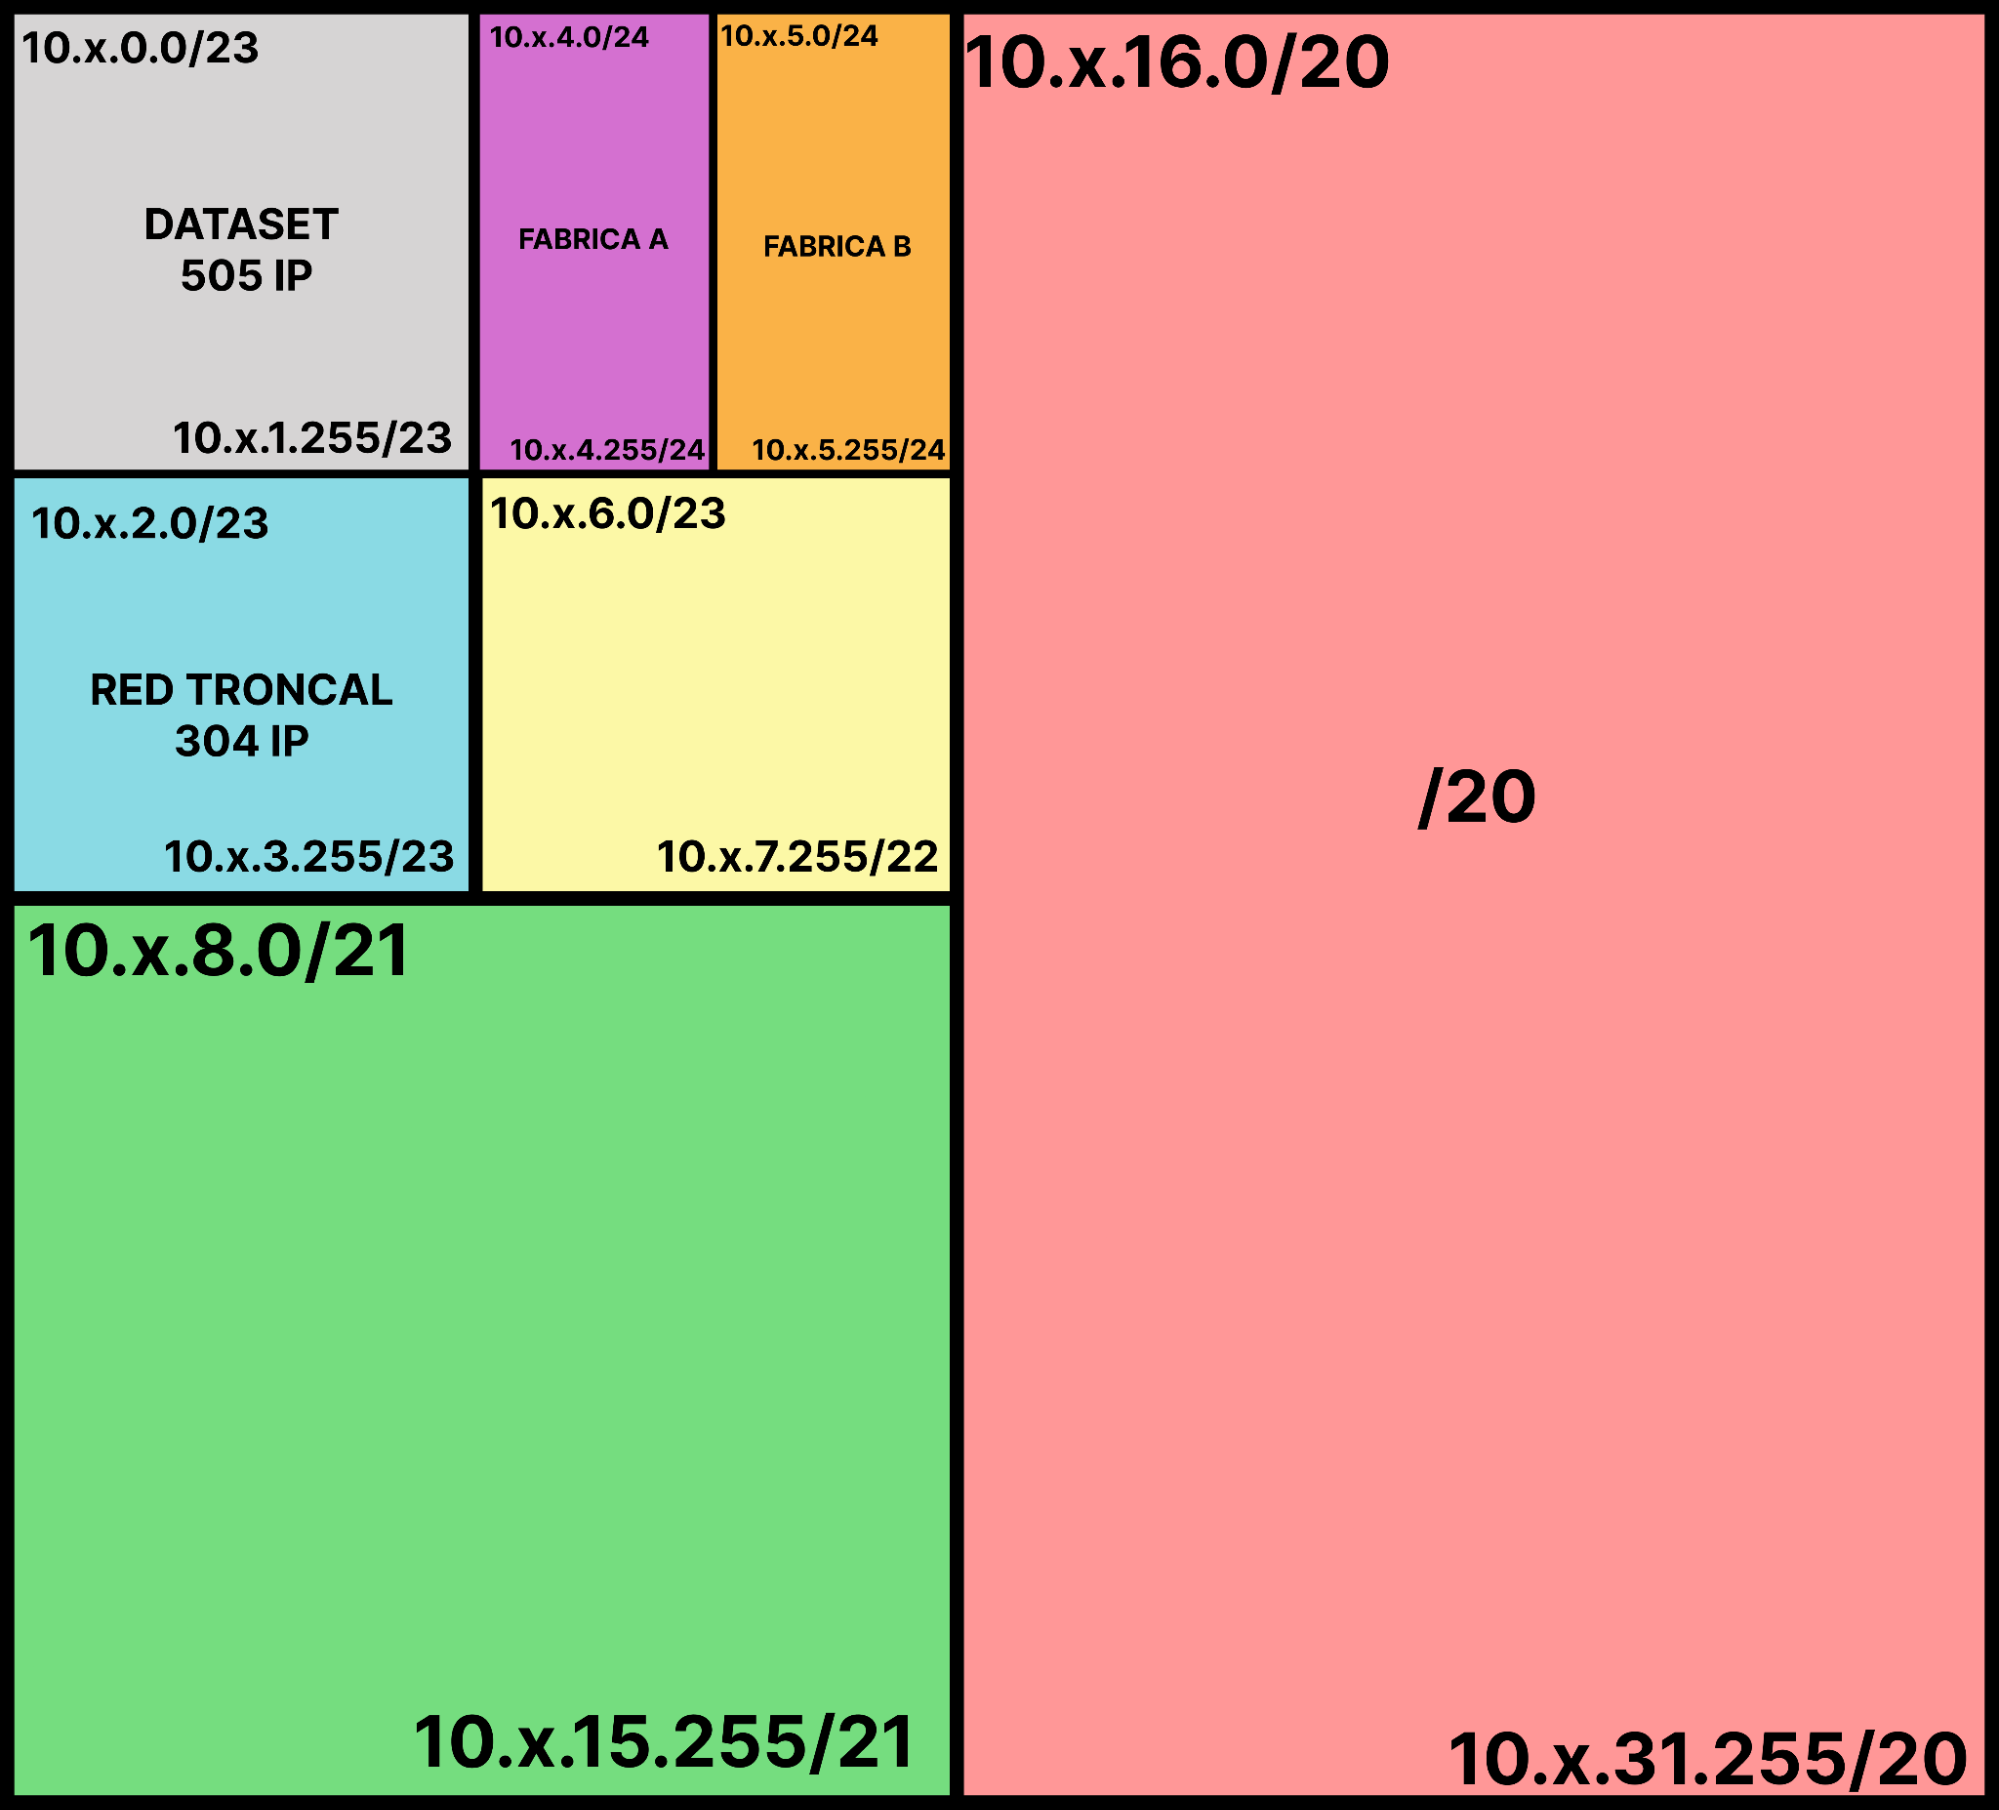 10.x.0.0/23
DATASET
505 IP
10.x.1.255/23
10.x.4.0/24
FABRICA A
10.x.4.255/24
10.x.5.0/24
FABRICA B
10.x.5.255/24
10.x.2.0/23
RED TRONCAL
304 IP
10.x.3.255/23
10.x.6.0/23
10.x.7.255/22
10.x.8.0/21
10.x.15.255/21
10.x.16.0/20
/20
10.x.31.255/20